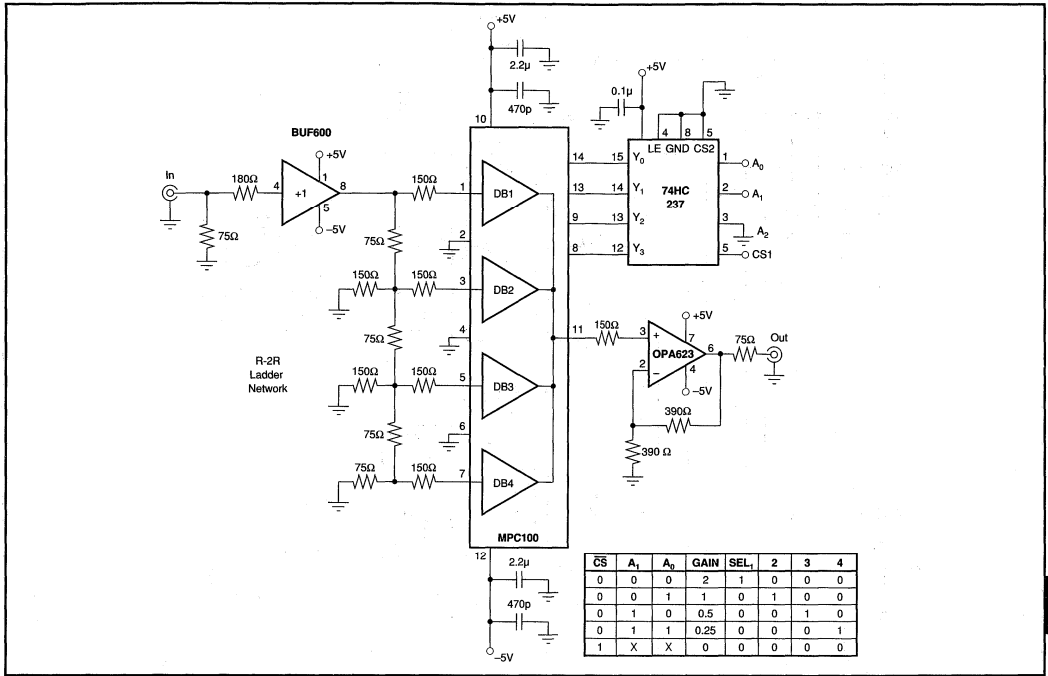 +5V
2.2µ
470p
10
BUF600
+5V
1
In
180Ω
4
+1
8
5
–5V
75Ω
75Ω
150Ω
1
DB1
2
150Ω
150Ω
3
DB2
75Ω
4
R-2R
Ladder
Network
150Ω
150Ω
5
DB3
75Ω
6
75Ω
150Ω
7
DB4
MPC100
12
2.2µ
470p
–5V
+5V
0.1µ
4 8 5
LE GND CS2
14 15 Y0
13 14 Y1
9 13 Y2
8 12 Y3
74HC
237
1 A0
2 A1
3 A2
5 CS1
11
150Ω
3
+
OPA623
2
–
+5V
7
6
4
–5V
75Ω
Out
390Ω
390 Ω
CS A1 A0 GAIN SEL1 2 3 4
0 0 0 2 1 0 0 0
0 0 1 1 0 1 0 0
0 1 0 0.5 0 0 1 0
0 1 1 0.25 0 0 0 1
1 X X 0 0 0 0 0